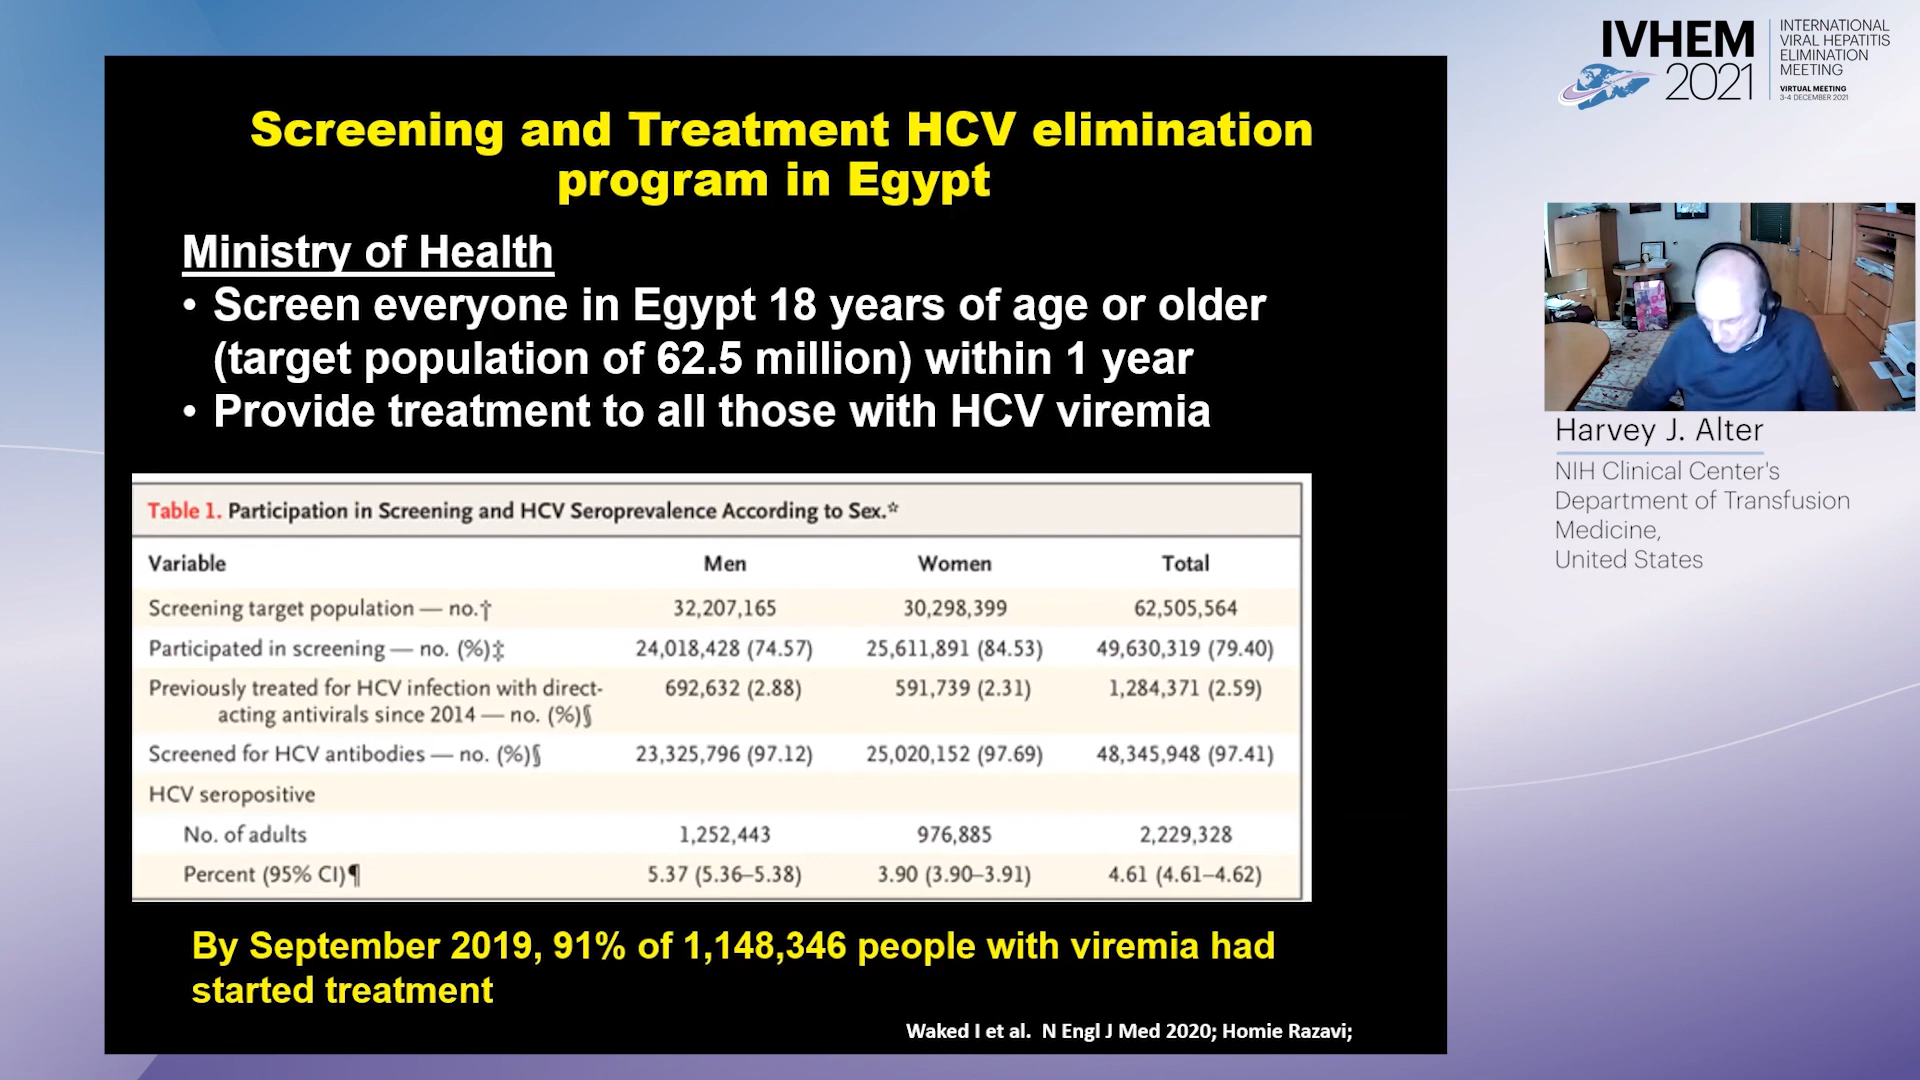 Screening and Treatment HCV elimination
program in Egypt
Ministry of Health
• Screen everyone in Egypt 18 years of age or older
(target population of 62.5 million) within 1 year
• Provide treatment to all those with HCV viremia
Table 1. Participation in Screening and HCV Seroprevalence According to Sex.*
Variable Men Women Total
Screening target population — no.† 32,207,165 30,298,399 62,505,564
Participated in screening — no. (%)‡ 24,018,428 (74.57) 25,611,891 (84.53) 49,630,319 (79.40)
Previously treated for HCV infection with direct- 692,632 (2.88) 591,739 (2.31) 1,284,371 (2.59)
acting antivirals since 2014 — no. (%)§
Screened for HCV antibodies — no. (%)§ 23,325,796 (97.12) 25,020,152 (97.69) 48,345,948 (97.41)
HCV seropositive
No. of adults 1,252,443 976,885 2,229,328
Percent (95% CI)¶ 5.37 (5.36–5.38) 3.90 (3.90–3.91) 4.61 (4.61–4.62)
By September 2019, 91% of 1,148,346 people with viremia had
started treatment
Waked I et al. N Engl J Med 2020; Homie Razavi;
IVHEM
2021
INTERNATIONAL
VIRAL HEPATITIS
ELIMINATION
MEETING
VIRTUAL MEETING
3-4 DECEMBER 2021
Harvey J. Alter
NIH Clinical Center's
Department of Transfusion
Medicine,
United States